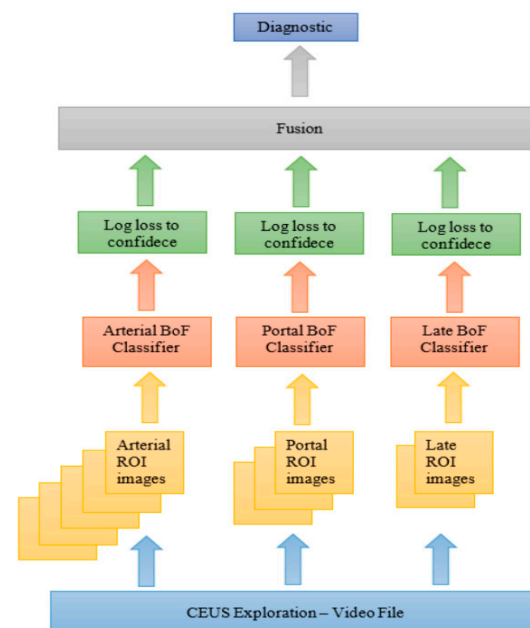 Diagnostic
Fusion
Log loss to
confidece
Log loss to
confidece
Log loss to
confidece
Arterial BoF
Classifier
Portal BoF
Classifier
Late BoF
Classifier
Arterial
ROI
images
Portal
ROI
images
Late
ROI
images
CEUS Exploration – Video File